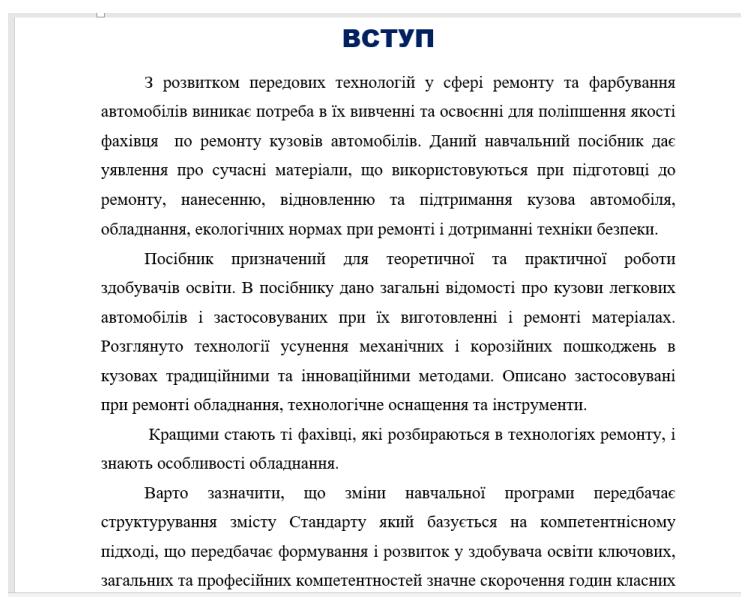 ВСТУП
З розвитком передових технологій у сфері ремонту та фарбування
автомобілів виникає потреба в їх вивченні та освоєнні для поліпшення якості
фахівця по ремонту кузовів автомобілів. Даний навчальний посібник дає
уявлення про сучасні матеріали, що використовуються при підготовці до
ремонту, нанесенню, відновленню та підтримання кузова автомобіля,
обладнання, екологічних нормах при ремонті і дотриманні техніки безпеки.
Посібник призначений для теоретичної та практичної роботи
здобувачів освіти. В посібнику дано загальні відомості про кузови легкових
автомобілів і застосовуваних при їх виготовленні і ремонті матеріалах.
Розглянуто технології усунення механічних і корозійних пошкоджень в
кузовах традиційними та інноваційними методами. Описано застосовувані
при ремонті обладнання, технологічне оснащення та інструменти.
Кращими стають ті фахівці, які розбираються в технологіях ремонту, і
знають особливості обладнання.
Варто зазначити, що зміни навчальної програми передбачає
структурування змісту Стандарту який базується на компетентнісному
підході, що передбачає формування і розвиток у здобувача освіти ключових,
загальних та професійних компетентностей значне скорочення годин класних